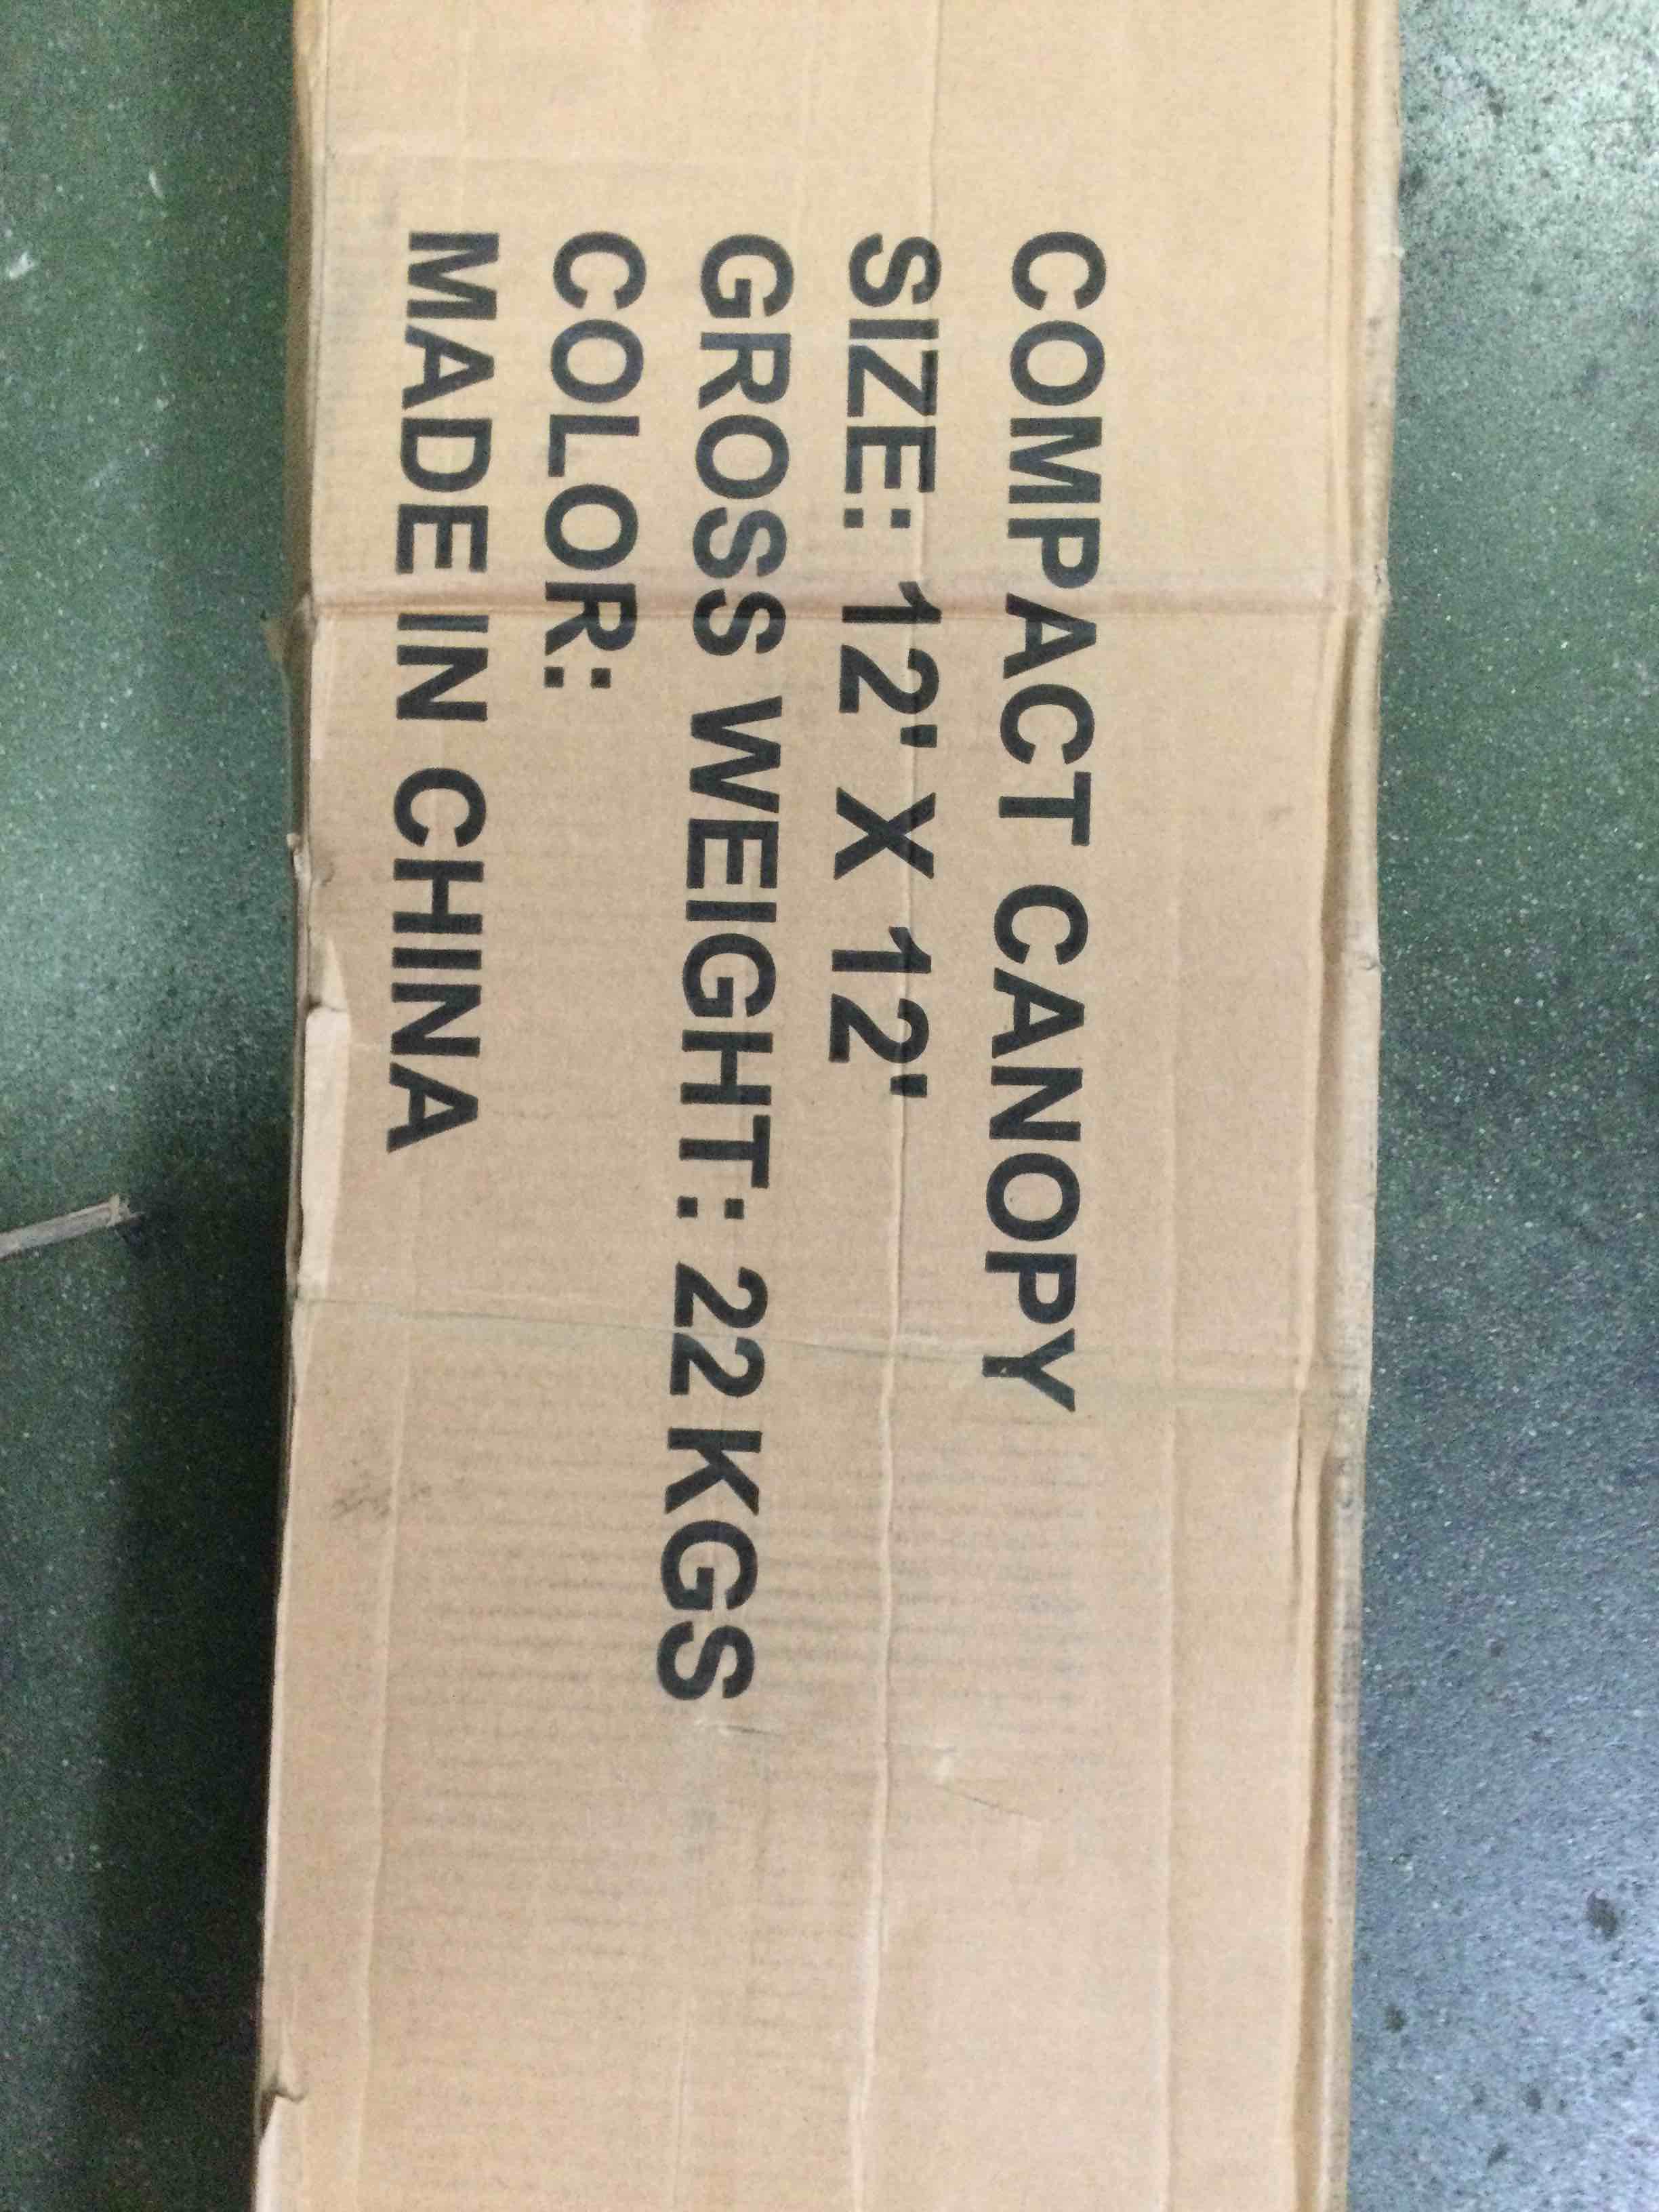 COMPACT CANOPY
SIZE: 12' X 12'
GROSS WEIGHT: 22 KGS
COLOR:
MADE IN CHINA